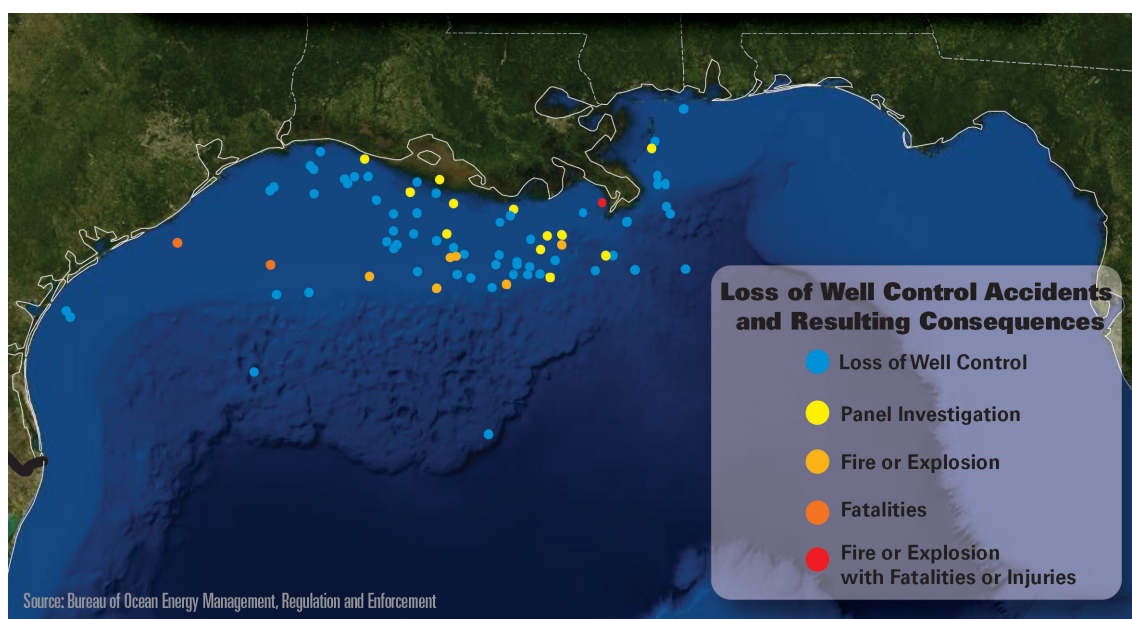 Loss of Well Control Accidents
and Resulting Consequences
Loss of Well Control
Panel Investigation
Fire or Explosion
Fatalities
Fire or Explosion
with Fatalities or Injuries
Source: Bureau of Ocean Energy Management, Regulation and Enforcement